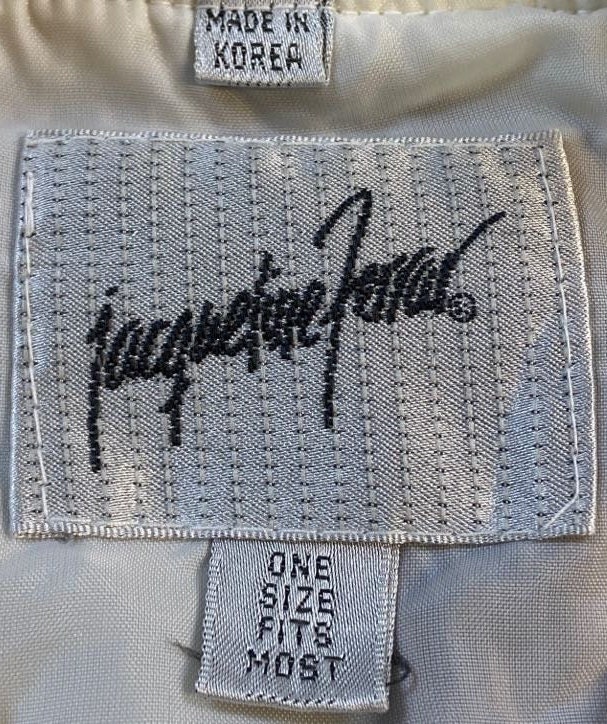 MADE IN
KOREA
jacqueline Ferrar®
ONE
SIZE
FITS
MOST